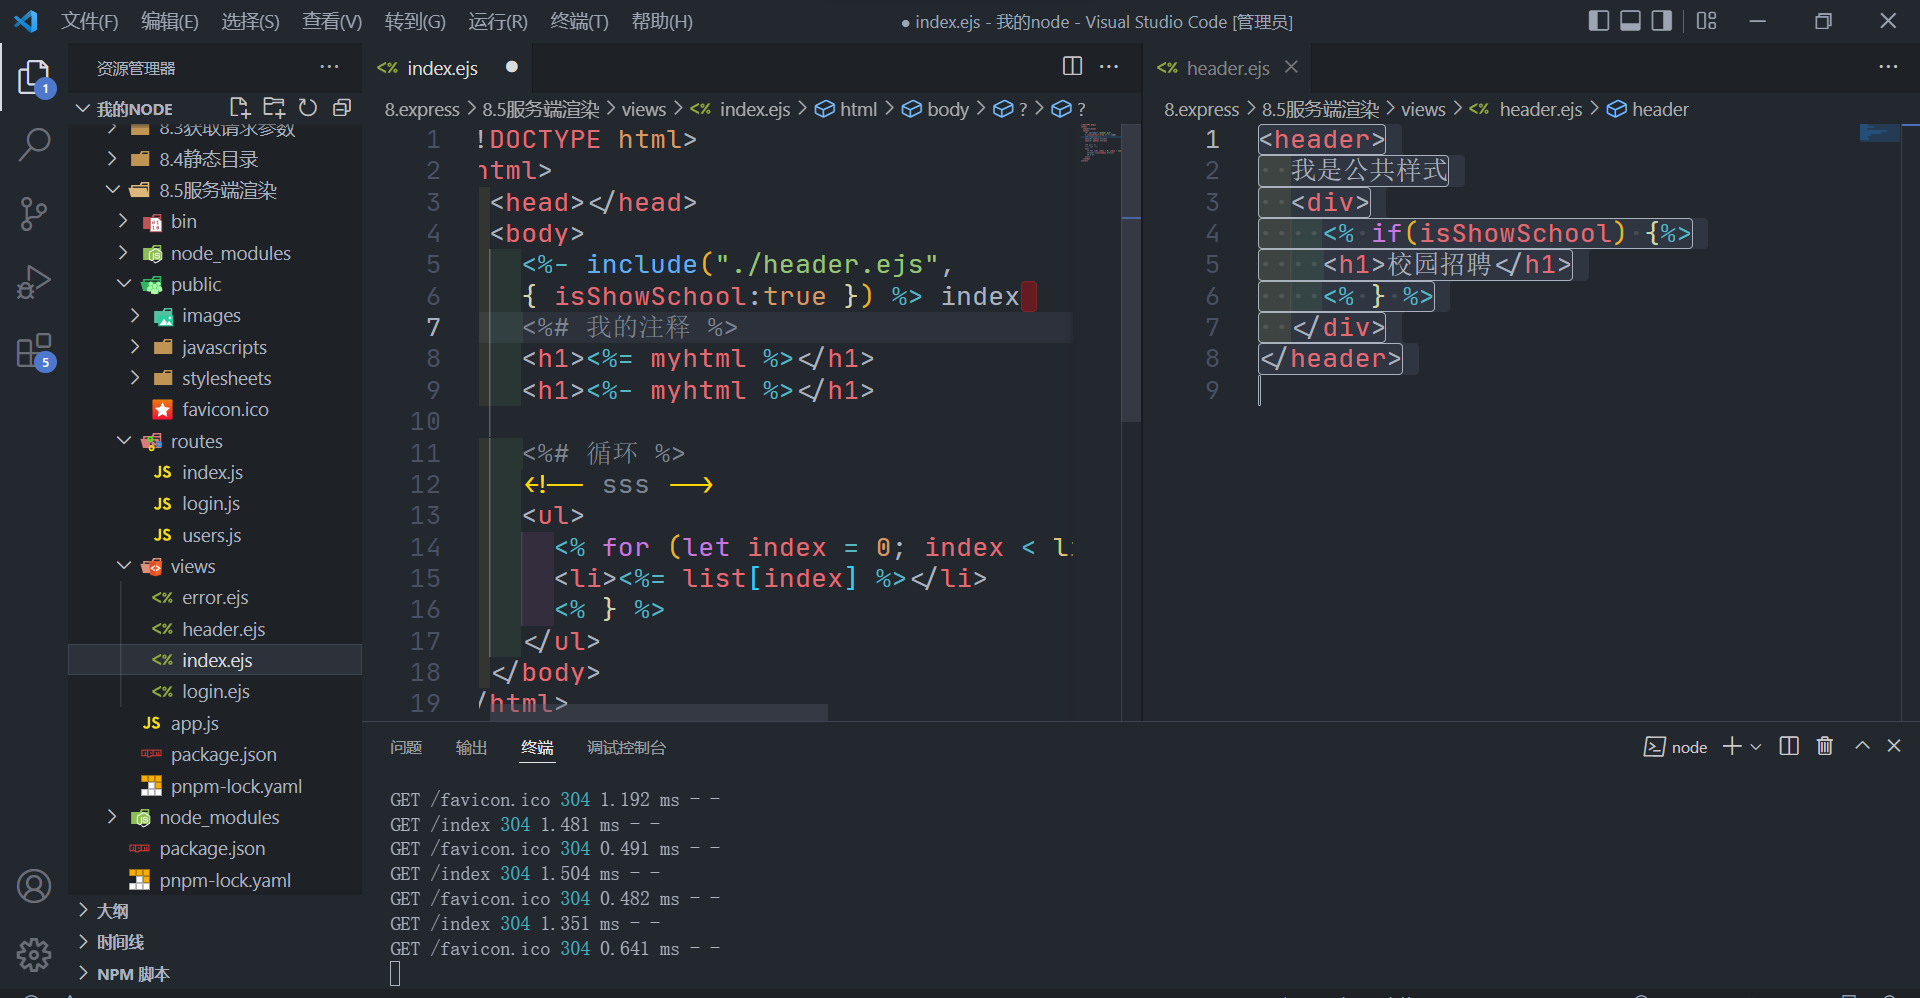 文件(F) 编辑(E) 选择(S) 查看(V) 转到(G) 运行(R) 终端(T) 帮助(H) ● index.ejs - 我的node - Visual Studio Code [管理员]
资源管理器 ···
我的NODE
8.3获取请求参数
8.4静态目录
8.5服务端渲染
bin
node_modules
public
images
javascripts
stylesheets
favicon.ico
routes
JS index.js
JS login.js
JS users.js
views
<% error.ejs
<% header.ejs
<% index.ejs
<% login.ejs
JS app.js
package.json
pnpm-lock.yaml
node_modules
package.json
pnpm-lock.yaml
大纲
时间线
NPM 脚本
1
5
<% index.ejs ●
8.express > 8.5服务端渲染 > views > <% index.ejs > html > body > ? > ?
1 !DOCTYPE html>
2 html>
3 <head></head>
4 <body>
5 <%- include("./header.ejs",
6 { isShowSchool:true }) %> index
7 <%# 我的注释 %>
8 <h1><%= myhtml %></h1>
9 <h1><%- myhtml %></h1>
10
11 <%# 循环 %>
12 <!-- sss -->
13 <ul>
14 <% for (let index = 0; index < li
15 <li><%= list[index] %></li>
16 <% } %>
17 </ul>
18 </body>
19 /html>
<% header.ejs
8.express > 8.5服务端渲染 > views > <% header.ejs > header
1 <header>
2 我是公共样式
3 <div>
4 <% if(isShowSchool) {%>
5 <h1>校园招聘</h1>
6 <% } %>
7 </div>
8 </header>
9
问题 输出 终端 调试控制台 node
GET /favicon.ico 304 1.192 ms - -
GET /index 304 1.481 ms - -
GET /favicon.ico 304 0.491 ms - -
GET /index 304 1.504 ms - -
GET /favicon.ico 304 0.482 ms - -
GET /index 304 1.351 ms - -
GET /favicon.ico 304 0.641 ms - -